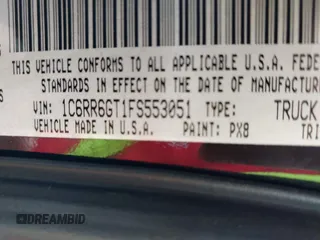 THIS VEHICLE CONFORMS TO ALL APPLICABLE U.S.A. FEDE
STANDARDS IN EFFECT ON THE DATE OF MANUFACTUR
VIN: 1C6RR6GT1FS553051 TYPE: TRUCK
VEHICLE MADE IN U.S.A. PAINT: PX8 TRI
DREAMBID